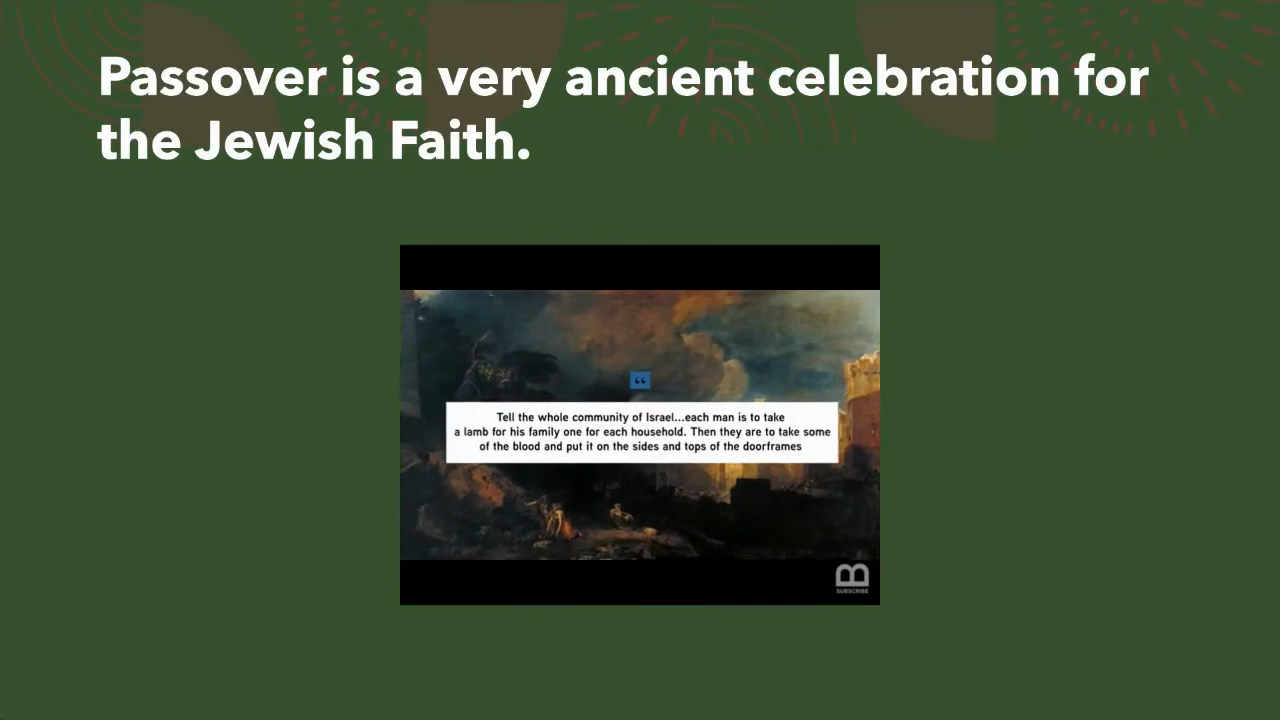 Passover is a very ancient celebration for
the Jewish Faith.
“
Tell the whole community of Israel...each man is to take
a lamb for his family one for each household. Then they are to take some
of the blood and put it on the sides and tops of the doorframes
B
SUBSCRIBE